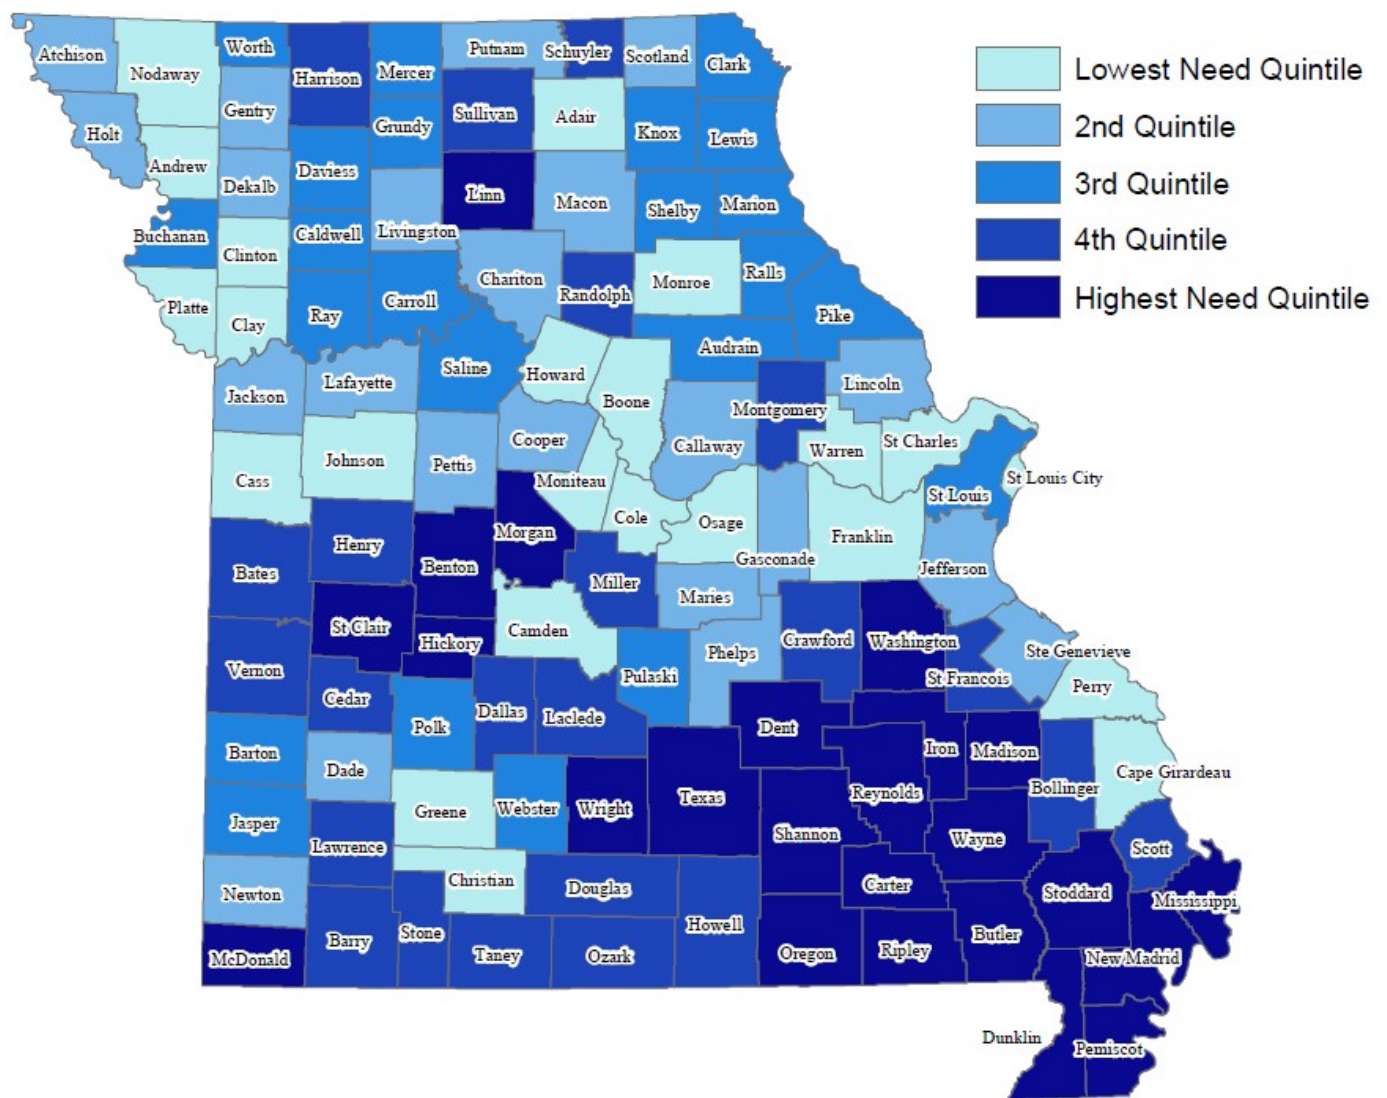 Atchison
Nodaway
Worth
Harrison
Mercer
Putnam
Schuyler
Scotland
Clark
Holt
Gentry
Sullivan
Adair
Grundy
Knox
Lewis
Andrew
Dekalb
Daviess
Linn
Macon
Shelby
Marion
Buchanan
Clinton
Caldwell
Livingston
Chariton
Randolph
Monroe
Ralls
Platte
Clay
Ray
Carroll
Pike
Audrain
Jackson
Lafayette
Saline
Howard
Boone
Lincoln
Montgomery
Callaway
Cooper
Warren
St Charles
Cass
Johnson
Pettis
Moniteau
St Louis City
St Louis
Cole
Osage
Franklin
Morgan
Henry
Benton
Gasconade
Jefferson
Bates
Miller
Maries
St Clair
Hickory
Camden
Crawford
Washington
Phelps
Ste Genevieve
Vernon
Pulaski
St Francois
Perry
Cedar
Polk
Dallas
Laclede
Dent
Iron
Madison
Barton
Dade
Cape Girardeau
Bollinger
Jasper
Greene
Webster
Wright
Texas
Reynolds
Shannon
Wayne
Lawrence
Scott
Newton
Christian
Douglas
Carter
Stoddard
Mississippi
McDonald
Barry
Stone
Taney
Ozark
Howell
Oregon
Ripley
Butler
New Madrid
Dunklin
Pemiscot
Lowest Need Quintile
2nd Quintile
3rd Quintile
4th Quintile
Highest Need Quintile